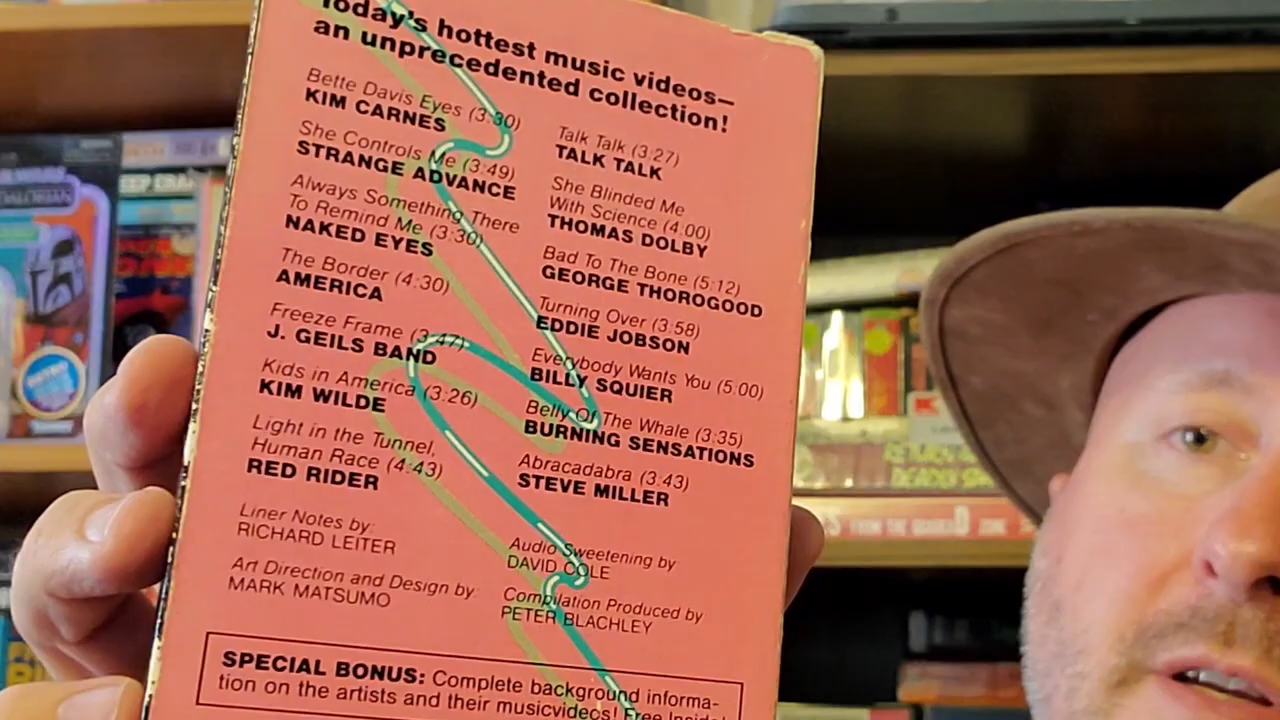 Today's hottest music videos—
an unprecedented collection!
Bette Davis Eyes (3:30)
KIM CARNES
She Controls Me (3:49)
STRANGE ADVANCE
Always Something There
To Remind Me (3:30)
NAKED EYES
The Border (4:30)
AMERICA
Freeze Frame (3:47)
J. GEILS BAND
Kids in America (3:26)
KIM WILDE
Light in the Tunnel,
Human Race (4:43)
RED RIDER
Liner Notes by:
RICHARD LEITER
Art Direction and Design by:
MARK MATSUMO
Talk Talk (3:27)
TALK TALK
She Blinded Me
With Science (4:00)
THOMAS DOLBY
Bad To The Bone (5:12)
GEORGE THOROGOOD
Turning Over (3:58)
EDDIE JOBSON
Everybody Wants You (5:00)
BILLY SQUIER
Belly Of The Whale (3:35)
BURNING SENSATIONS
Abracadabra (3:43)
STEVE MILLER
Audio Sweetening by
DAVID COLE
Compilation Produced by
PETER BLACHLEY
SPECIAL BONUS: Complete background informa-
tion on the artists and their musicvideos! Free Inside!